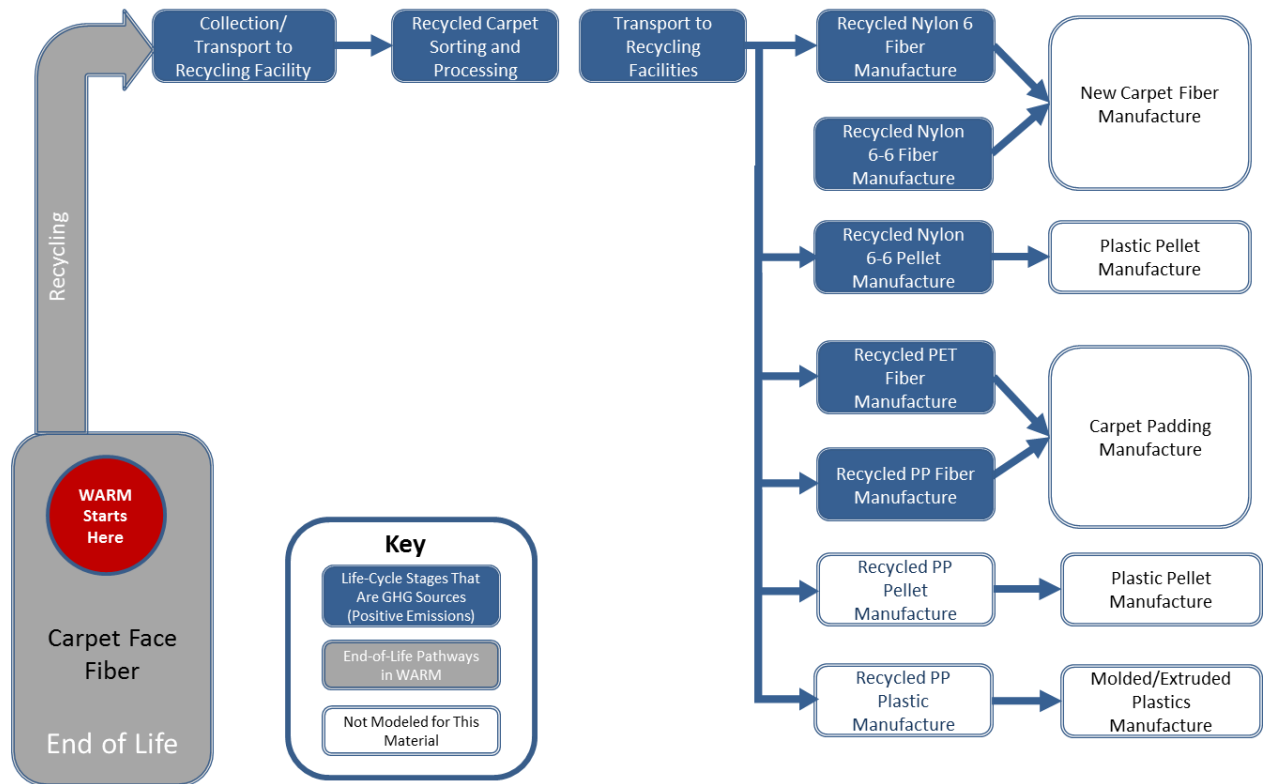 Collection/
Transport to
Recycling Facility
Recycled Carpet
Sorting and
Processing
Transport to
Recycling
Facilities
Recycled Nylon 6
Fiber
Manufacture
New Carpet Fiber
Manufacture
Recycled Nylon
6-6 Fiber
Manufacture
Recycling
Recycled Nylon
6-6 Pellet
Manufacture
Plastic Pellet
Manufacture
Recycled PET
Fiber
Manufacture
Carpet Padding
Manufacture
Recycled PP Fiber
Manufacture
WARM
Starts
Here
Carpet Face
Fiber
End of Life
Key
Life-Cycle Stages That
Are GHG Sources
(Positive Emissions)
End-of-Life Pathways
in WARM
Not Modeled for This
Material
Recycled PP
Pellet
Manufacture
Plastic Pellet
Manufacture
Recycled PP
Plastic
Manufacture
Molded/Extruded
Plastics
Manufacture